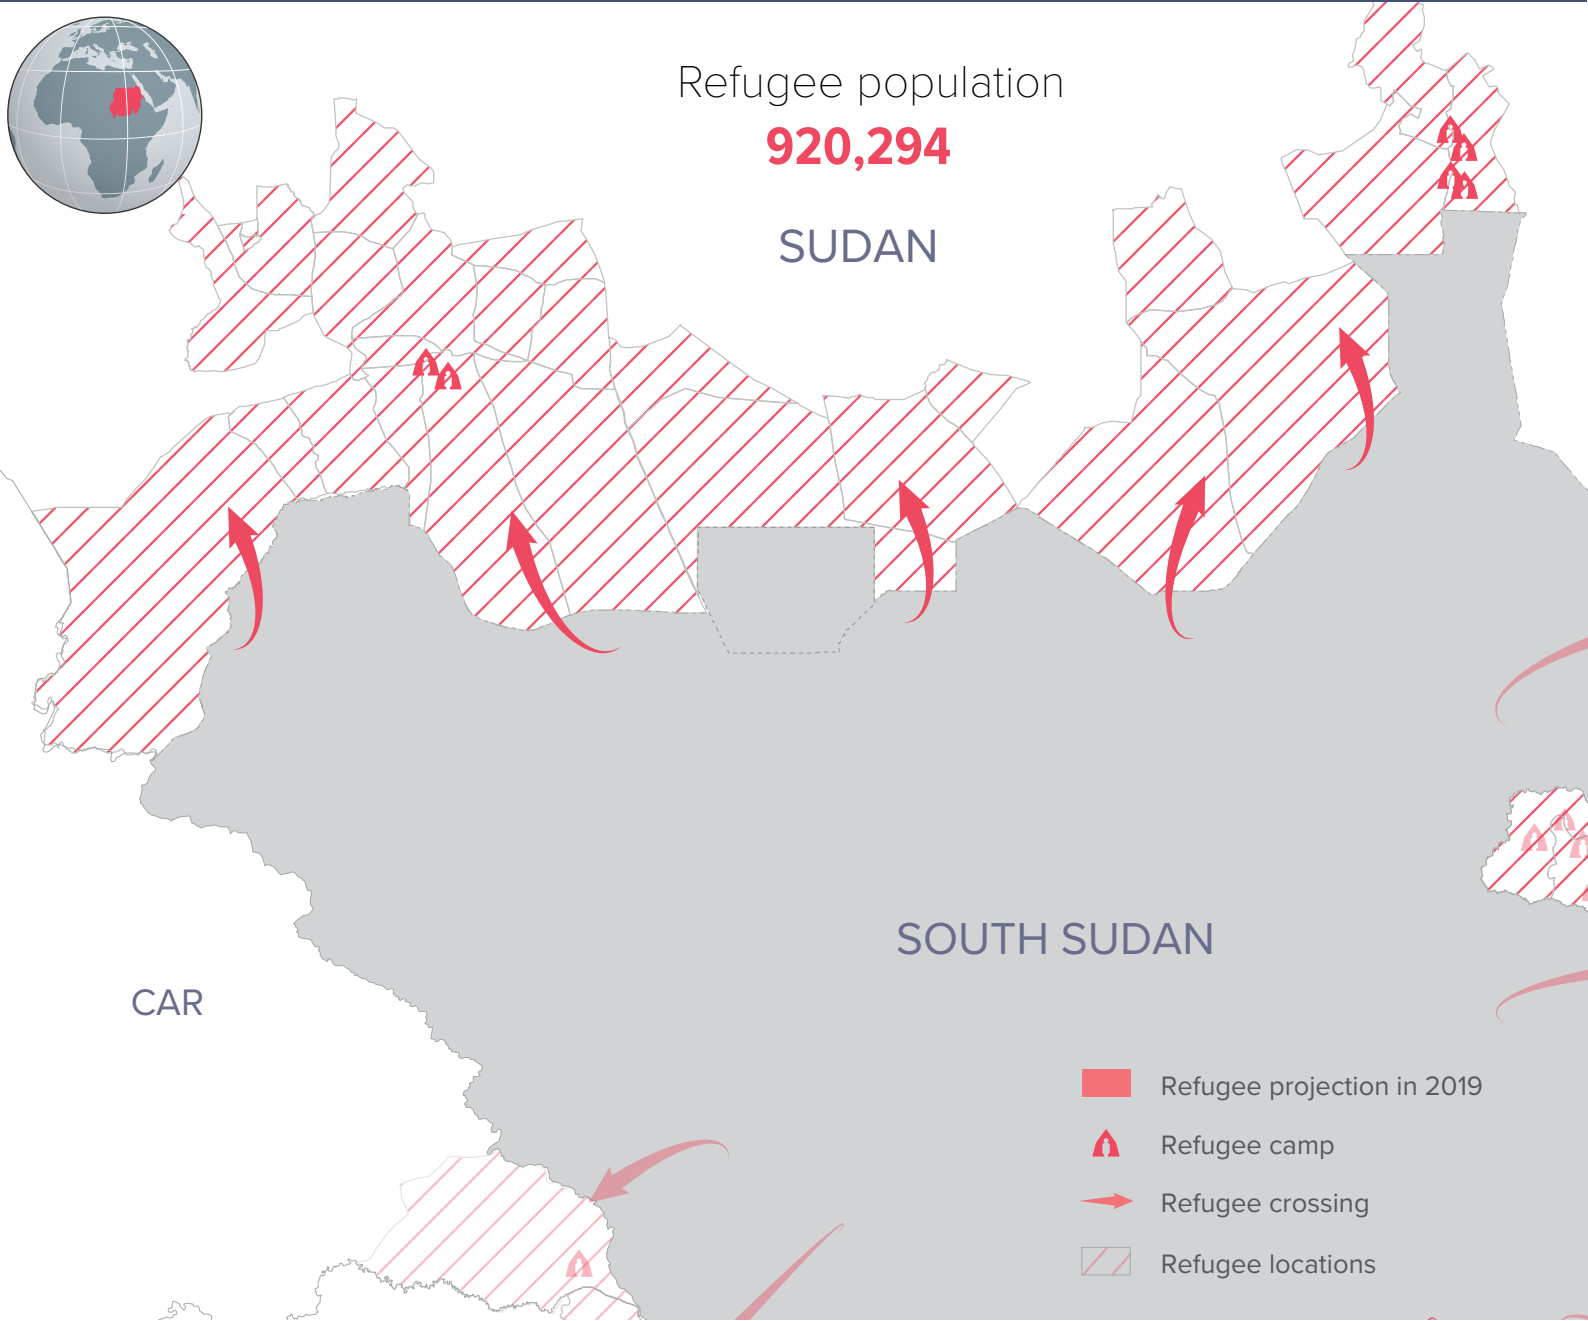 Refugee population
920,294
SUDAN
SOUTH SUDAN
CAR
Refugee projection in 2019
Refugee camp
Refugee crossing
Refugee locations